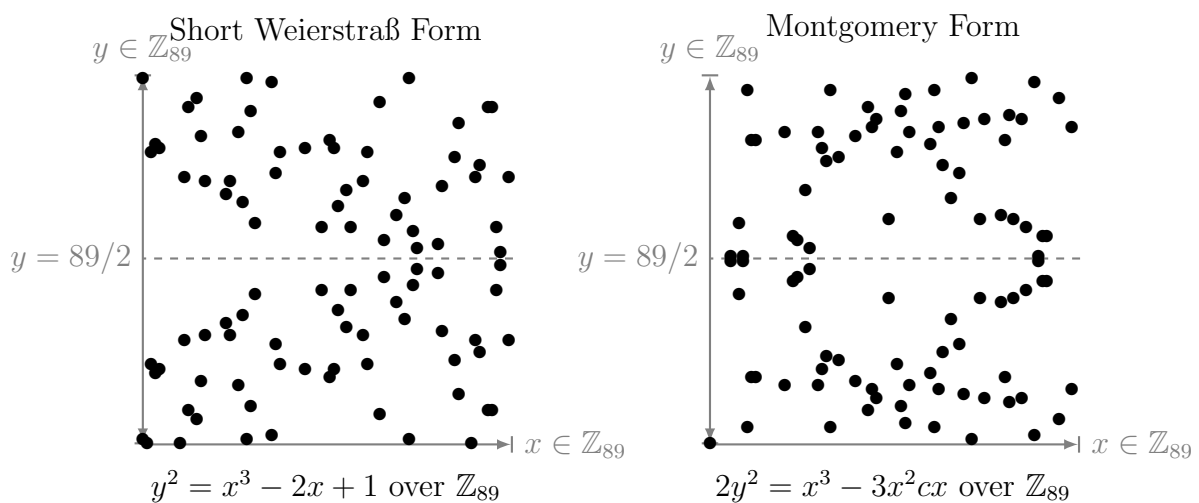 Short Weierstraß Form
y ∈ ℤ₈₉
y = 89/2
x ∈ ℤ₈₉
y² = x³ − 2x + 1 over ℤ₈₉
Montgomery Form
y ∈ ℤ₈₉
y = 89/2
x ∈ ℤ₈₉
2y² = x³ − 3x²cx over ℤ₈₉